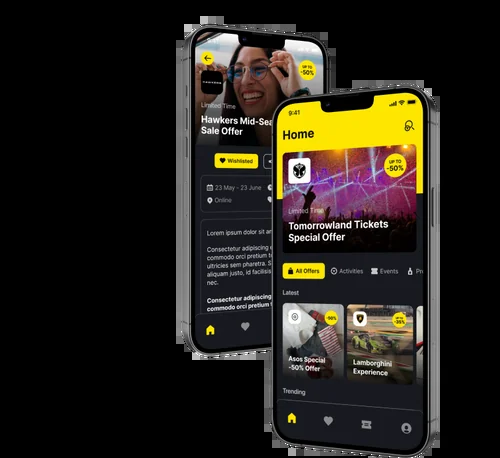 HAWKERS
UP TO
-50%
Limited Time
Hawkers Mid-Sea
Sale Offer
Wishlisted
23 May - 23 June
Online
Lorem ipsum dolor sit am
Consectetur adipiscing
commodo orci pretium t
ultricies sem pharetra. S
aliquam justo, id facilisis
nec.
Consectetur adipiscing
commodo orci pretium t
9:41
Home
UP TO
-50%
Limited Time
Tomorrowland Tickets
Special Offer
All Offers
Activities
Events
Pr
Latest
-50%
Asos Special
-50% Offer
UP TO
-35%
Lamborghini
Experience
Trending